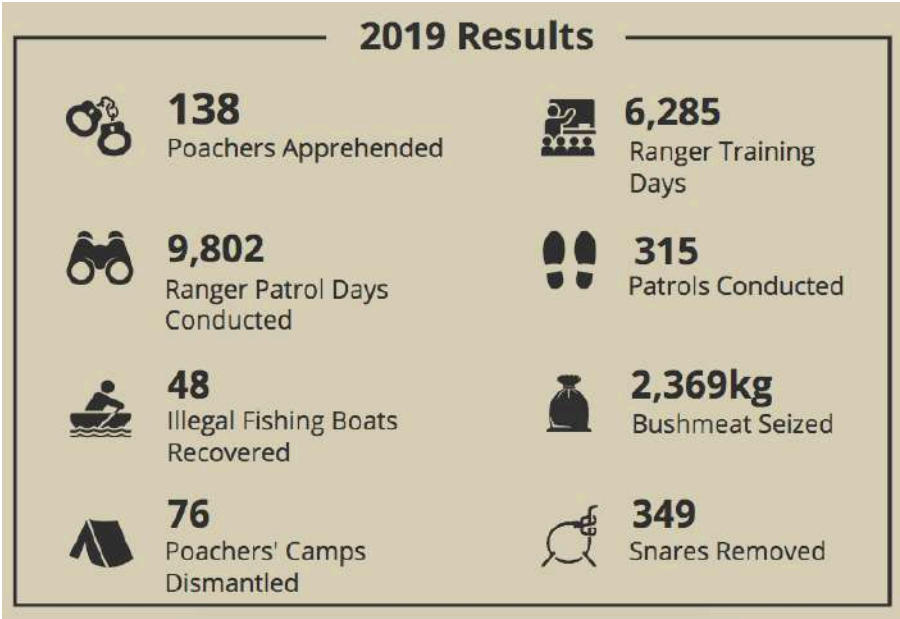 2019 Results
138
Poachers Apprehended
6,285
Ranger Training
Days
9,802
Ranger Patrol Days
Conducted
315
Patrols Conducted
48
Illegal Fishing Boats
Recovered
2,369kg
Bushmeat Seized
76
Poachers' Camps
Dismantled
349
Snares Removed